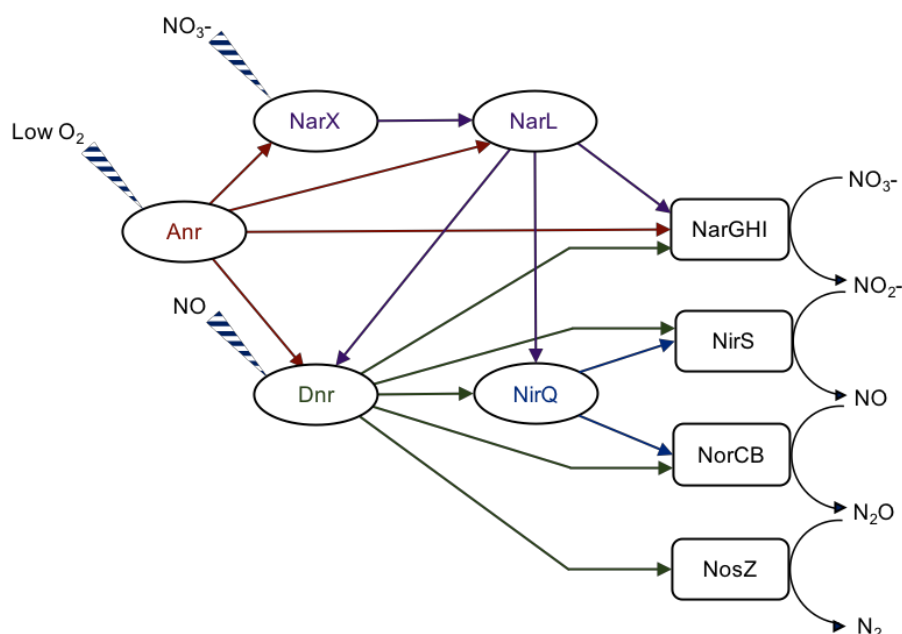 NO₃-
NarX
NarL
Low O₂
NO₃-
Anr
NarGHI
NO₂-
NO
NirS
Dnr
NirQ
NO
NorCB
N₂O
NosZ
N₂